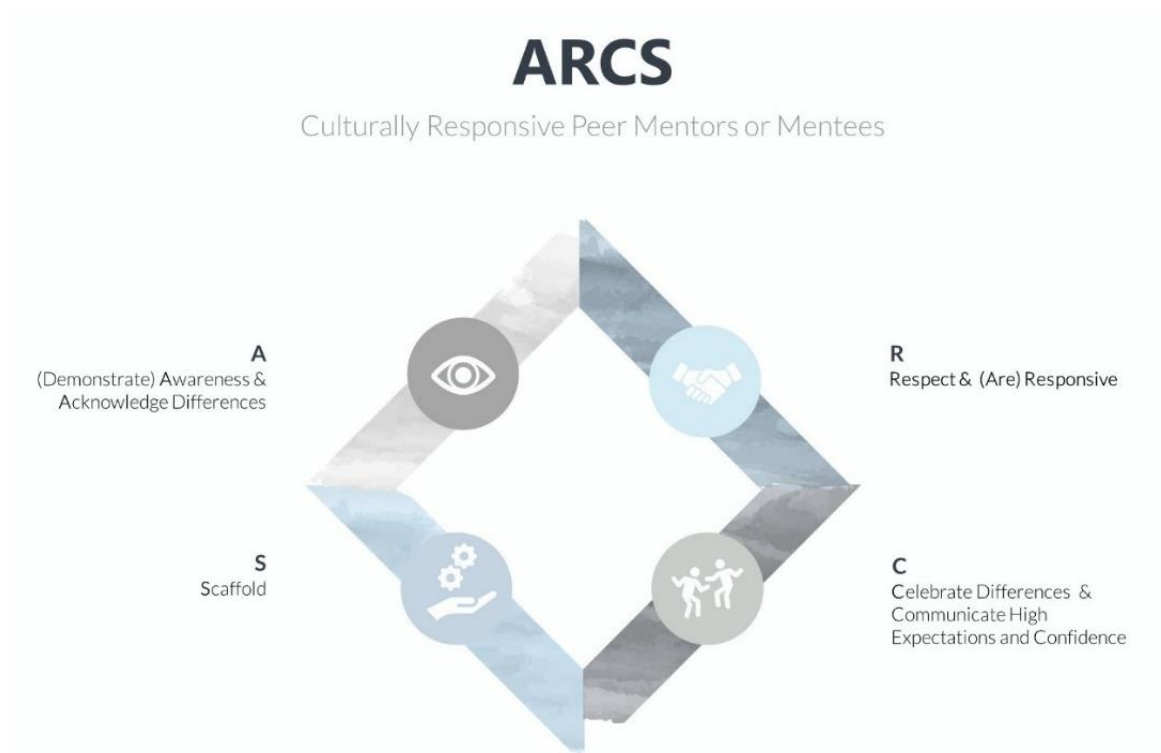 ARCS
Culturally Responsive Peer Mentors or Mentees
A
(Demonstrate) Awareness &
Acknowledge Differences
R
Respect & (Are) Responsive
S
Scaffold
C
Celebrate Differences &
Communicate High
Expectations and Confidence